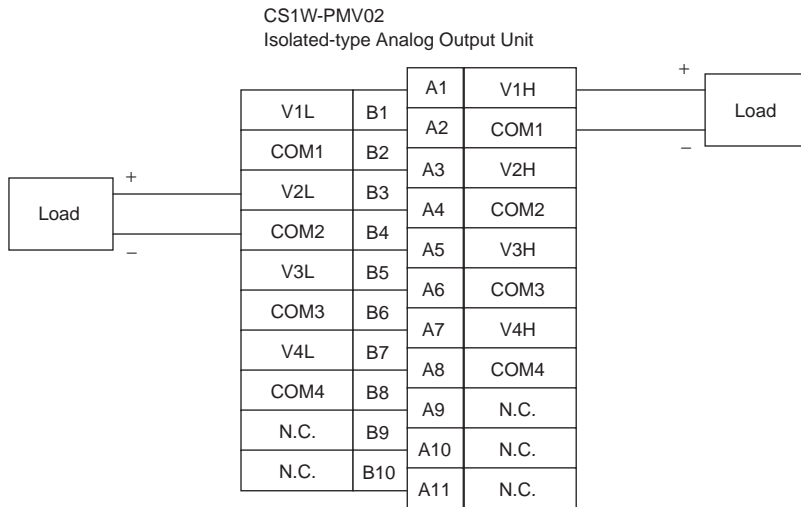 CS1W-PMV02
Isolated-type Analog Output Unit
A1 V1H
V1L B1
A2 COM1
COM1 B2
A3 V2H
V2L B3
A4 COM2
COM2 B4
A5 V3H
V3L B5
A6 COM3
COM3 B6
A7 V4H
V4L B7
A8 COM4
COM4 B8
A9 N.C.
N.C. B9
A10 N.C.
N.C. B10
A11 N.C.
+
Load
−
+
Load
−